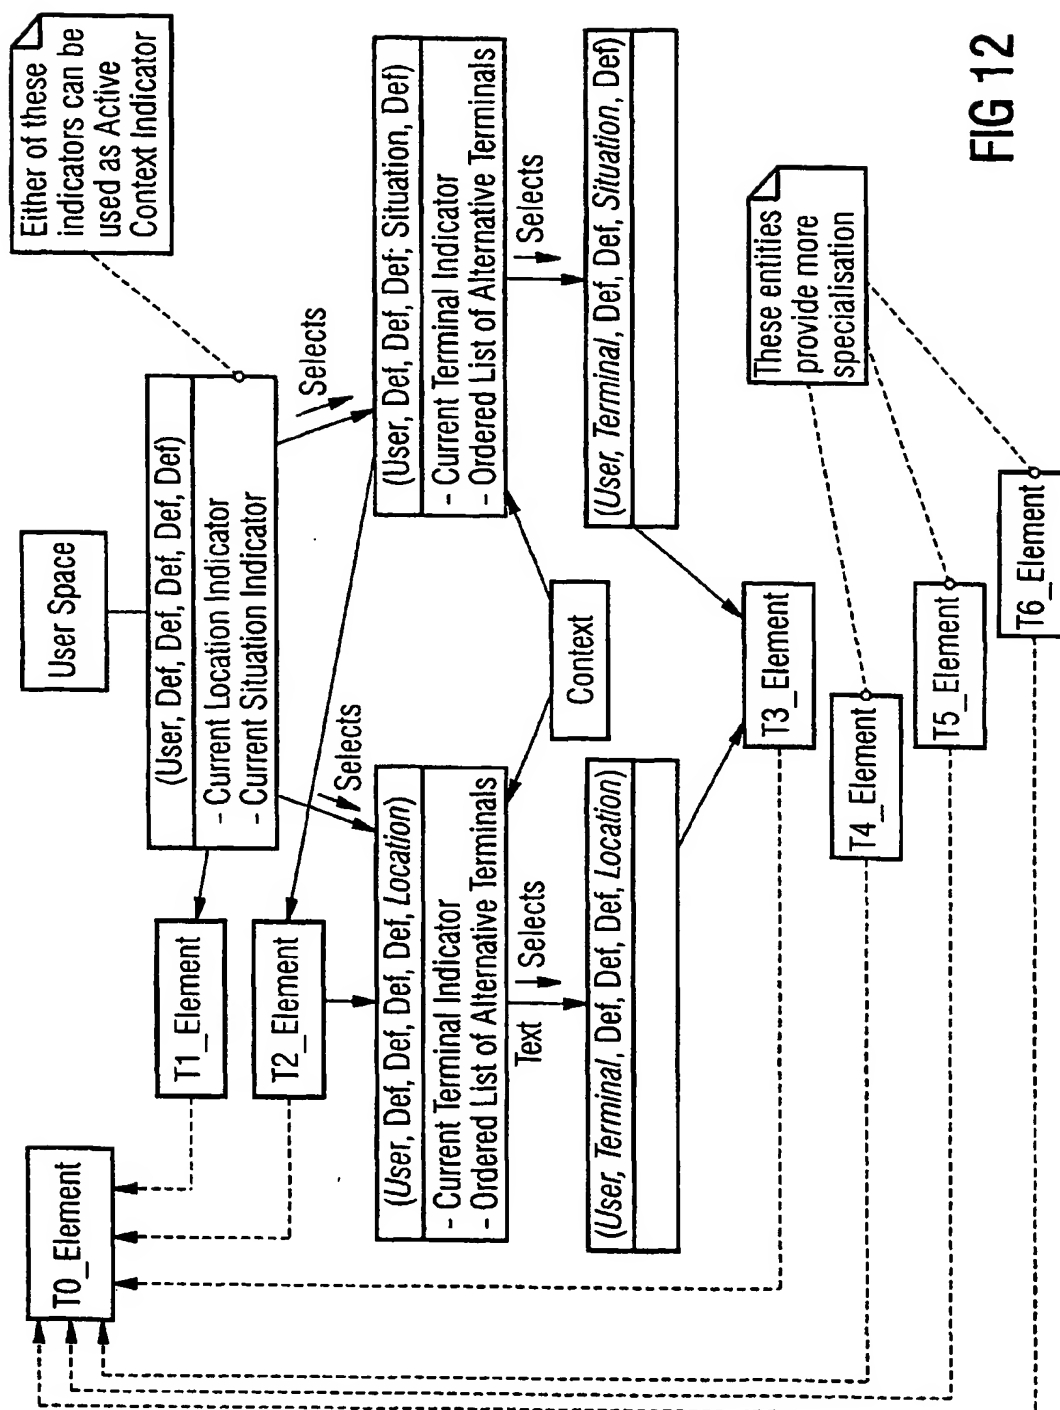 User Space
Either of these
indicators can be
used as Active
Context Indicator
T0_Element
T1_Element
(User, Def, Def, Def, Def, Def)
- Current Location Indicator
- Current Situation Indicator
T2_Element
Selects
Selects
(User, Def, Def, Def, Def, Location)
- Current Terminal Indicator
- Ordered List of Alternative Terminals
(User, Def, Def, Def; Situation, Def)
- Current Terminal Indicator
- Ordered List of Alternative Terminals
Text
Selects
Context
Selects
(User, Terminal, Def, Def, Def, Location)
(User, Terminal, Def, Def, Situation, Def)
T3_Element
These entities
provide more
specialisation
T4_Element
T5_Element
T6_Element
FIG 12